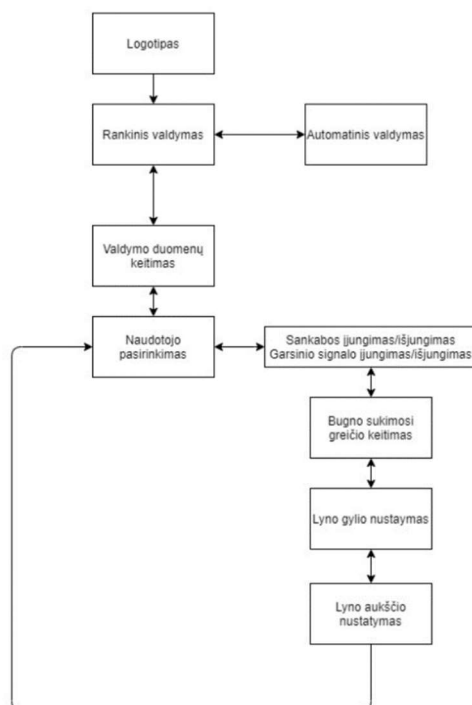 Logotipas
Rankinis valdymas
Automatinis valdymas
Valdymo duomenų
keitimas
Naudotojo
pasirinkimas
Sankabos įjungimas/išjungimas
Garsinio signalo įjungimas/išjungimas
Bugno sukimosi
greičio keitimas
Lyno gylio nustaymas
Lyno aukščio
nustatymas